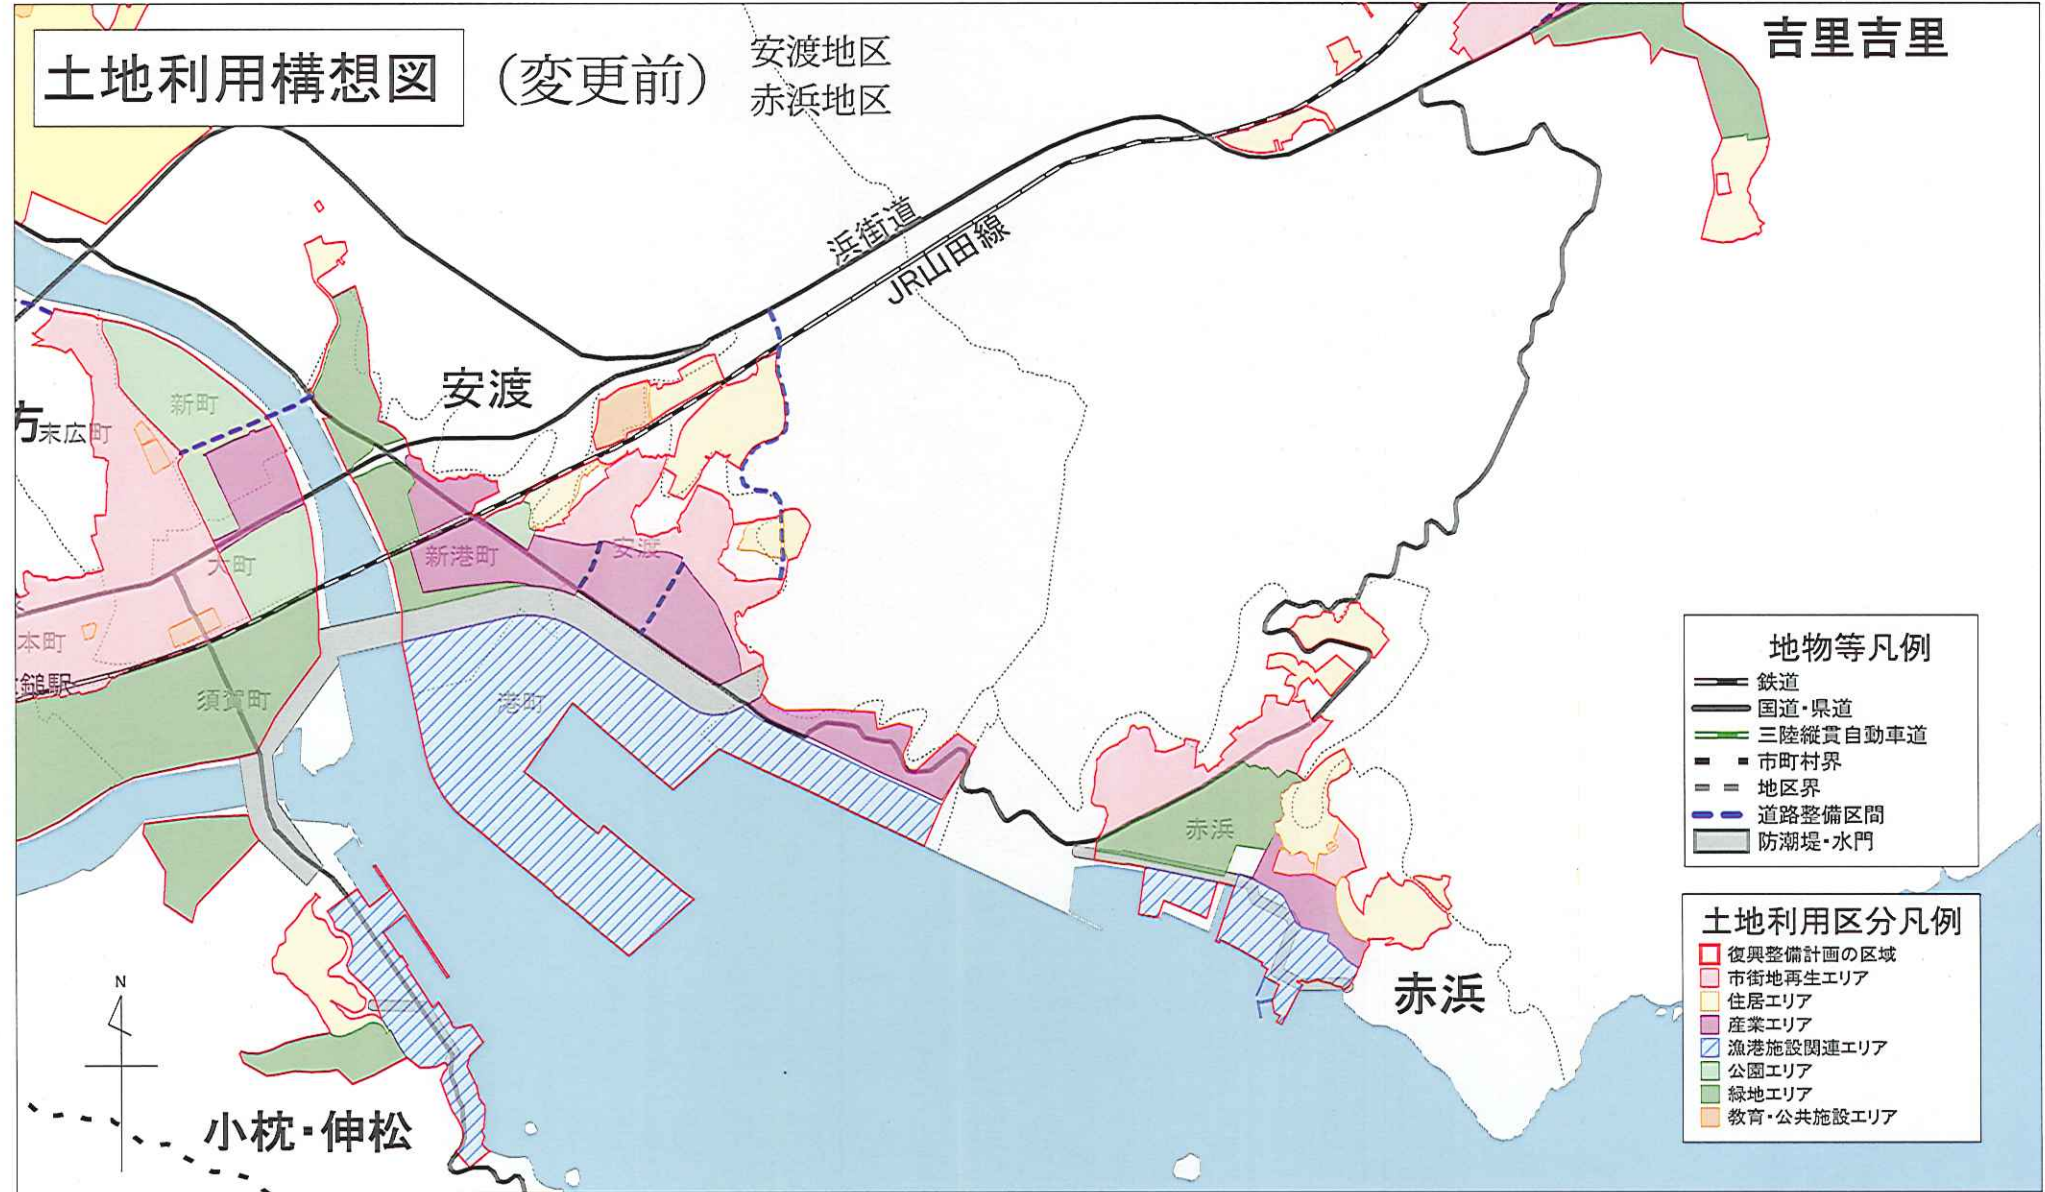 土地利用構想図
（変更前）
安渡地区
赤浜地区
吉里吉里
浜街道
JR山田線
安渡
新町
方
末広町
大町
新港町
安渡
本町
鎚駅
須賀町
港町
赤浜
赤浜
小枕・伸松
N
地物等凡例
鉄道
国道・県道
三陸縦貫自動車道
市町村界
地区界
道路整備区間
防潮堤・水門
土地利用区分凡例
復興整備計画の区域
市街地再生エリア
住居エリア
産業エリア
漁港施設関連エリア
公園エリア
緑地エリア
教育・公共施設エリア